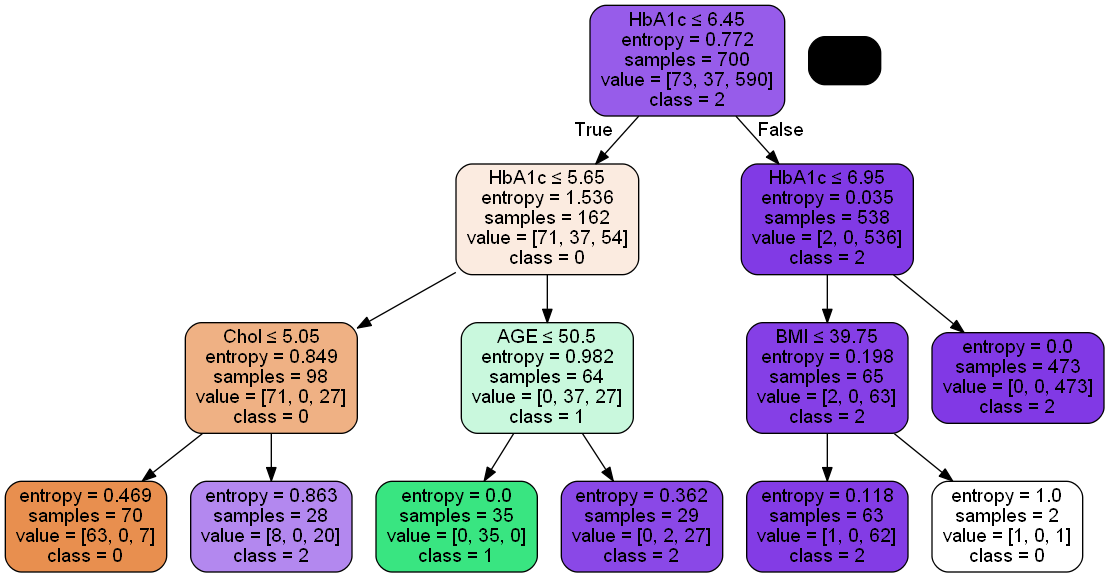 HbA1c ≤ 6.45
entropy = 0.772
samples = 700
value = [73, 37, 590]
class = 2
True
False
HbA1c ≤ 5.65
entropy = 1.536
samples = 162
value = [71, 37, 54]
class = 0
HbA1c ≤ 6.95
entropy = 0.035
samples = 538
value = [2, 0, 536]
class = 2
Chol ≤ 5.05
entropy = 0.849
samples = 98
value = [71, 0, 27]
class = 0
AGE ≤ 50.5
entropy = 0.982
samples = 64
value = [0, 37, 27]
class = 1
BMI ≤ 39.75
entropy = 0.198
samples = 65
value = [2, 0, 63]
class = 2
entropy = 0.0
samples = 473
value = [0, 0, 473]
class = 2
entropy = 0.469
samples = 70
value = [63, 0, 7]
class = 0
entropy = 0.863
samples = 28
value = [8, 0, 20]
class = 2
entropy = 0.0
samples = 35
value = [0, 35, 0]
class = 1
entropy = 0.362
samples = 29
value = [0, 2, 27]
class = 2
entropy = 0.118
samples = 63
value = [1, 0, 62]
class = 2
entropy = 1.0
samples = 2
value = [1, 0, 1]
class = 0